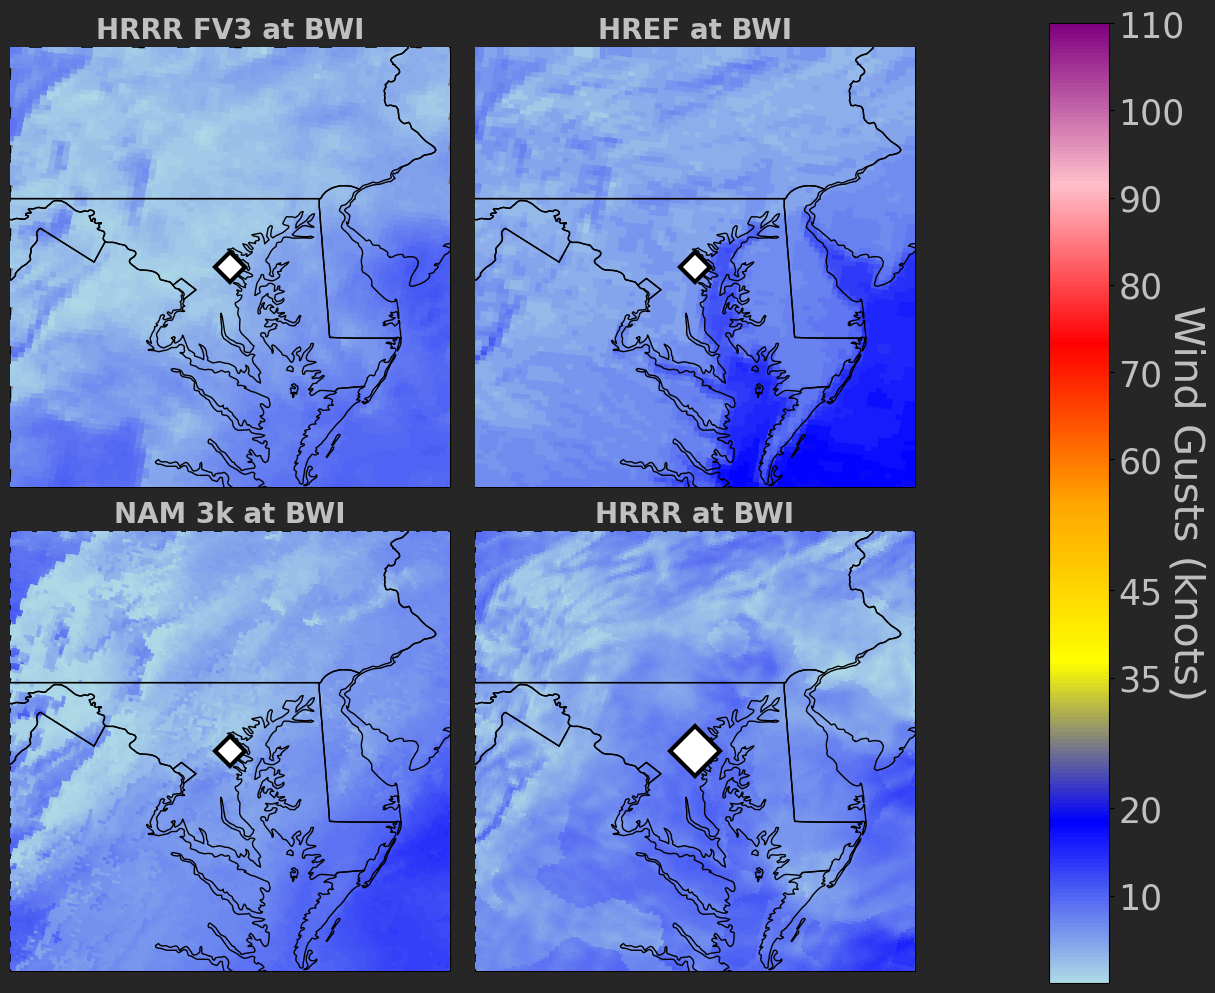 HRRR FV3 at BWI
HREF at BWI
NAM 3k at BWI
HRRR at BWI
110
100
90
80
70
60
45
35
20
10
Wind Gusts (knots)